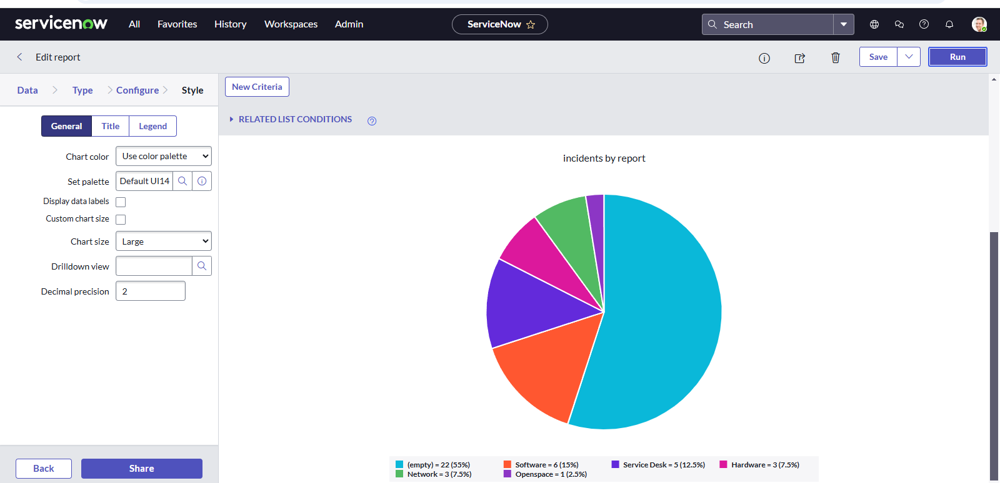 servicenow All Favorites History Workspaces Admin ServiceNow Search
Edit report Save Run
Data Type Configure Style
New Criteria
RELATED LIST CONDITIONS
General Title Legend
Chart color Use color palette
Set palette Default UI14
Display data labels
Custom chart size
Chart size Large
Drilldown view
Decimal precision 2
incidents by report
(empty) = 22 (55%) Software = 6 (15%) Service Desk = 5 (12.5%) Hardware = 3 (7.5%)
Network = 3 (7.5%) Openspace = 1 (2.5%)
Back Share